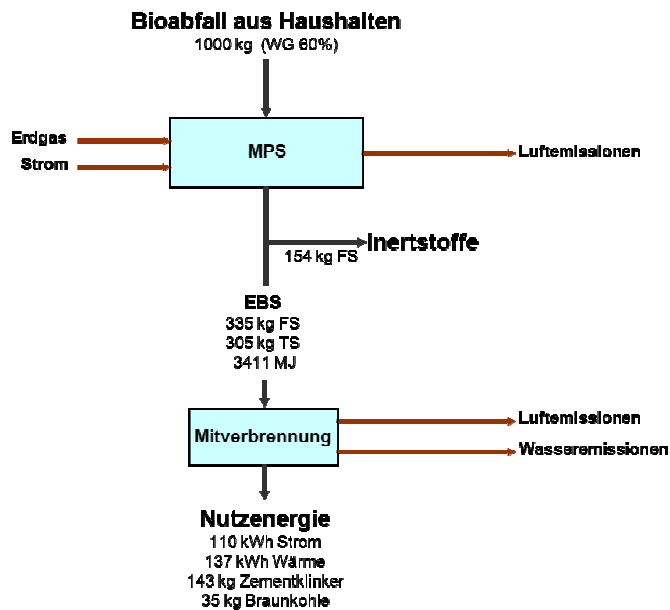 Bioabfall aus Haushalten
1000 kg (WG 60%)
Erdgas
Strom
MPS
Luftemissionen
Inertstoffe
154 kg FS
EBS
335 kg FS
305 kg TS
3411 MJ
Mitverbrennung
Luftemissionen
Wasseremissionen
Nutzenergie
110 kWh Strom
137 kWh Wärme
143 kg Zementklinker
35 kg Braunkohle